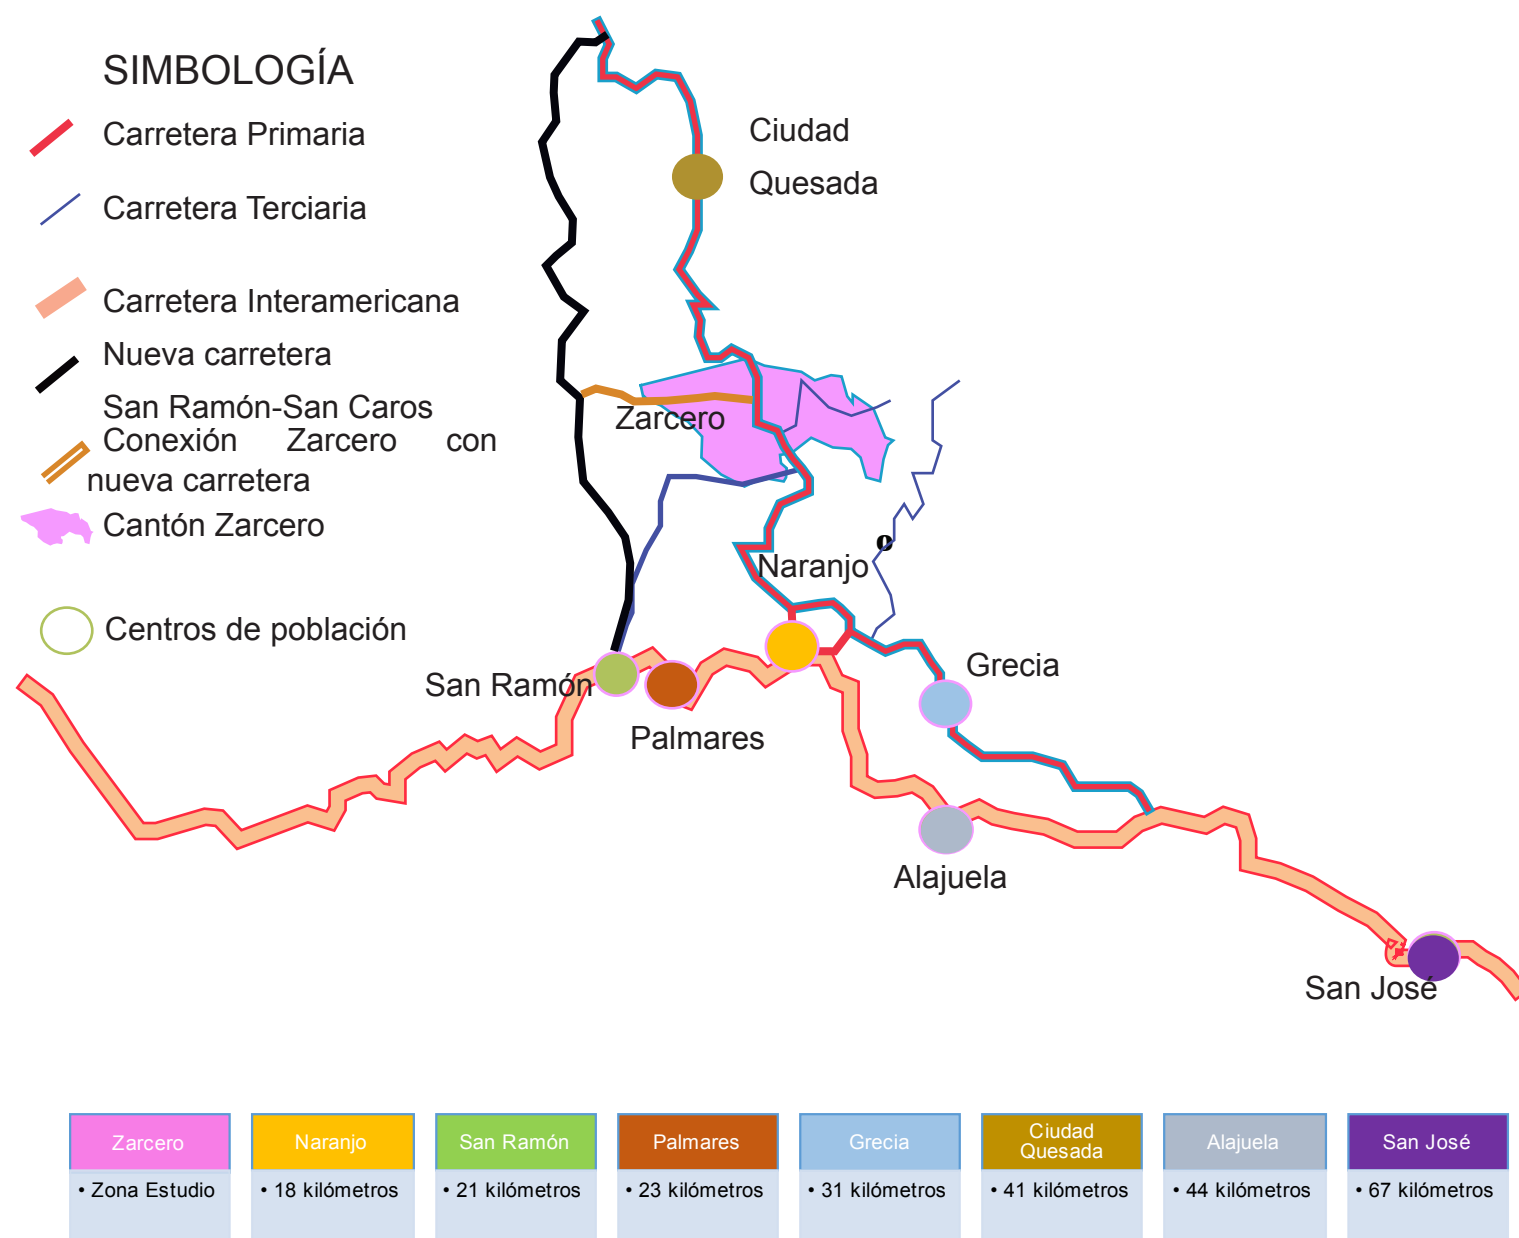 SIMBOLOGÍA
Carretera Primaria
Carretera Terciaria
Carretera Interamericana
Nueva carretera
San Ramón-San Caros
Conexión Zarcero con
nueva carretera
Cantón Zarcero
Centros de población
Ciudad
Quesada
Zarcero
Naranjo
Grecia
San Ramón
Palmares
Alajuela
San José
Zarcero
• Zona Estudio
Naranjo
• 18 kilómetros
San Ramón
• 21 kilómetros
Palmares
• 23 kilómetros
Grecia
• 31 kilómetros
Ciudad
Quesada
• 41 kilómetros
Alajuela
• 44 kilómetros
San José
• 67 kilómetros